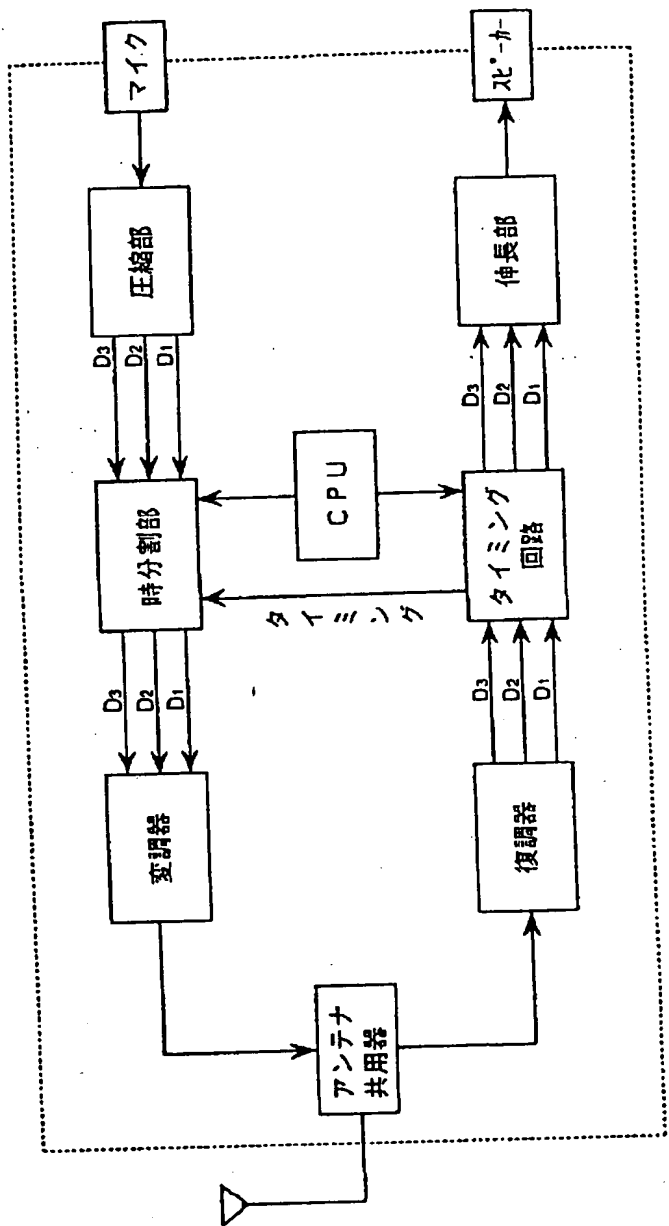 マイク
圧縮部
D3
D2
D1
時分割部
D3
D2
D1
変調器
アンテナ
共用器
CPU
タイミング
復調器
D3
D2
D1
タイミング
回路
D3
D2
D1
伸長部
スピーカー